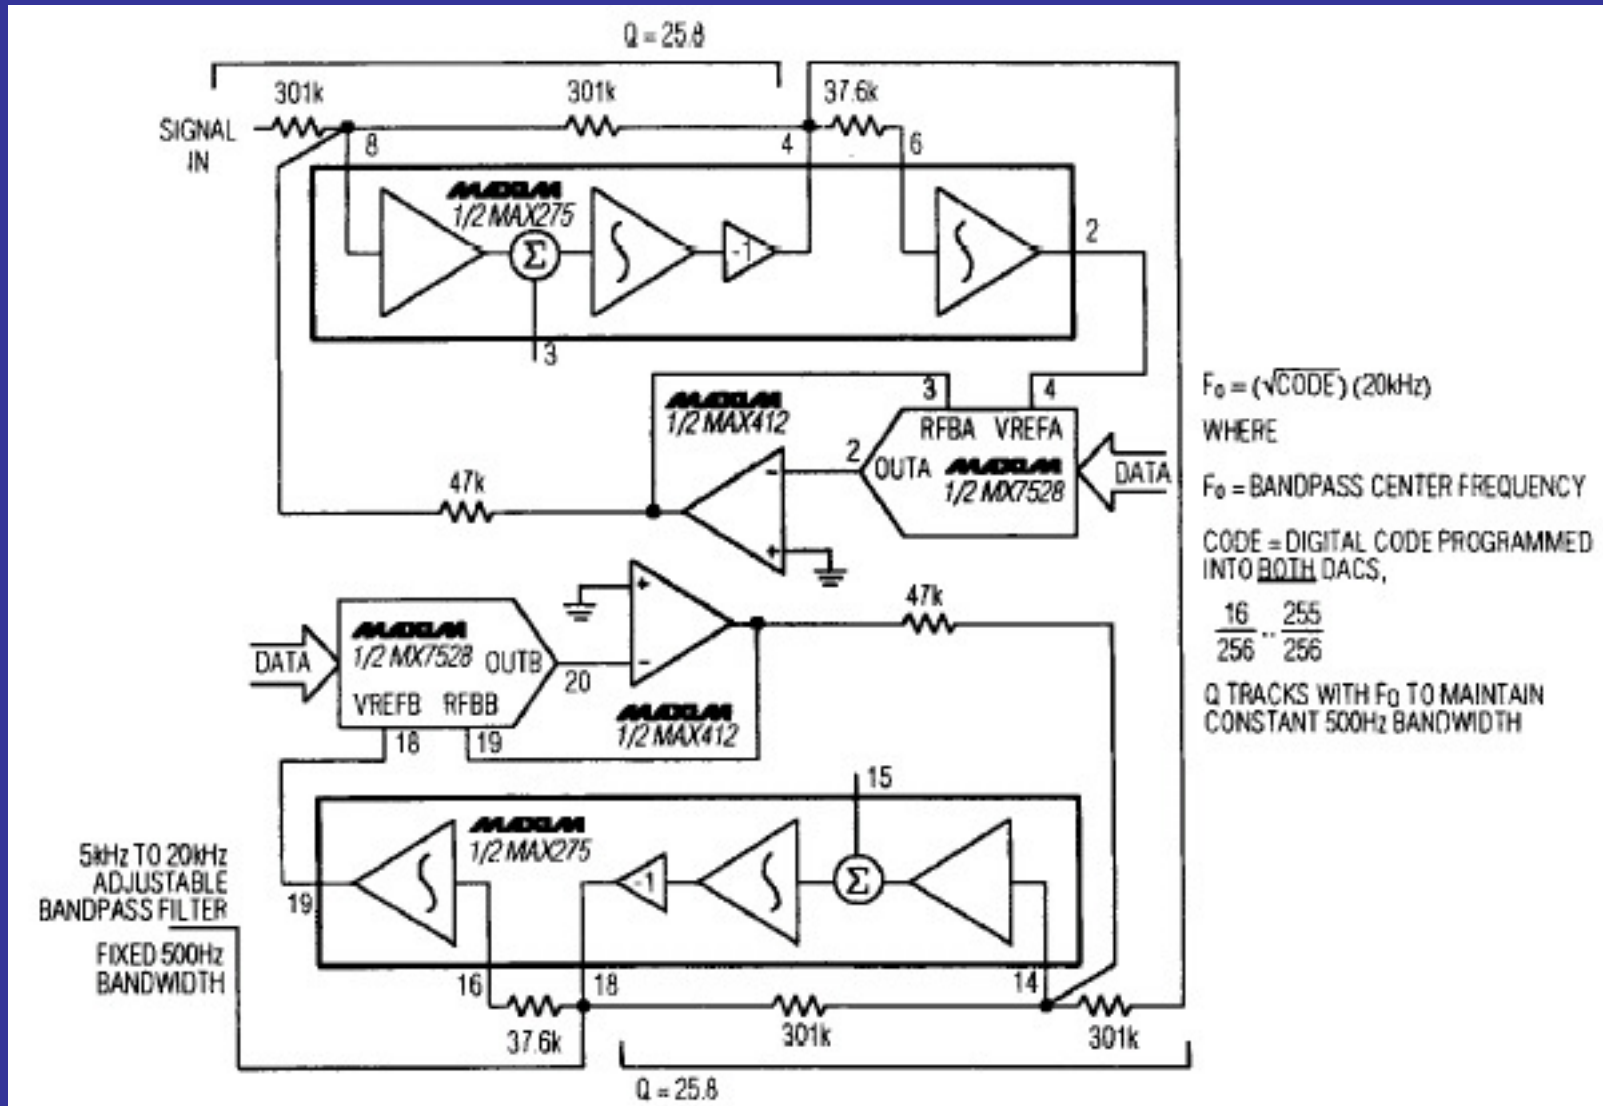 Q = 25.8
301k
301k
37.6k
SIGNAL
IN
8
4
6
MAXIM
1/2 MAX275
Σ
-1
2
3
MAXIM
1/2 MAX412
3
4
RFBA VREFA
2
OUTA MAXIM
1/2 MX7528
DATA
47k
-
+
F0 = (√CODE) (20kHz)
WHERE
F0 = BANDPASS CENTER FREQUENCY
CODE = DIGITAL CODE PROGRAMMED
INTO BOTH DACS,
16/256 .. 255/256
Q TRACKS WITH F0 TO MAINTAIN
CONSTANT 500Hz BANDWIDTH
+
-
47k
DATA
MAXIM
1/2 MX7528 OUTB
VREFB RFBB
20
18
19
MAXIM
1/2 MAX412
15
MAXIM
1/2 MAX275
-1
Σ
5kHz TO 20kHz
ADJUSTABLE
BANDPASS FILTER
19
FIXED 500Hz
BANDWIDTH
16
18
14
37.6k
301k
301k
Q = 25.8